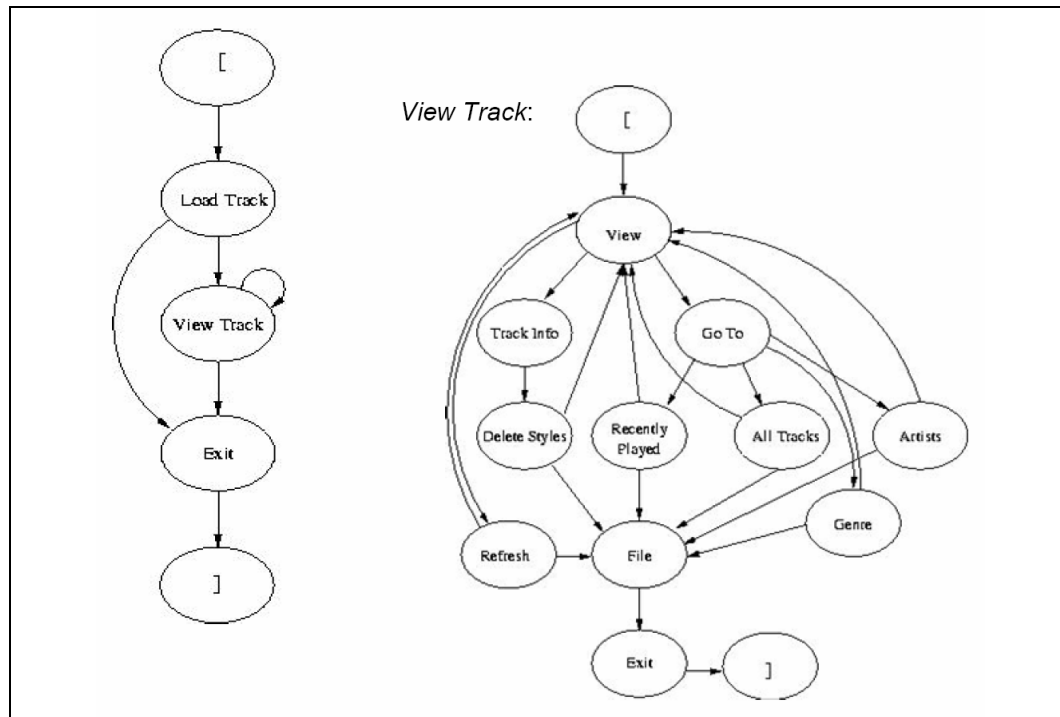 [
Load Track
View Track
Exit
]
View Track:
[
View
Track Info
Go To
Delete Styles
Recently
Played
All Tracks
Artists
Genre
Refresh
File
Exit
]